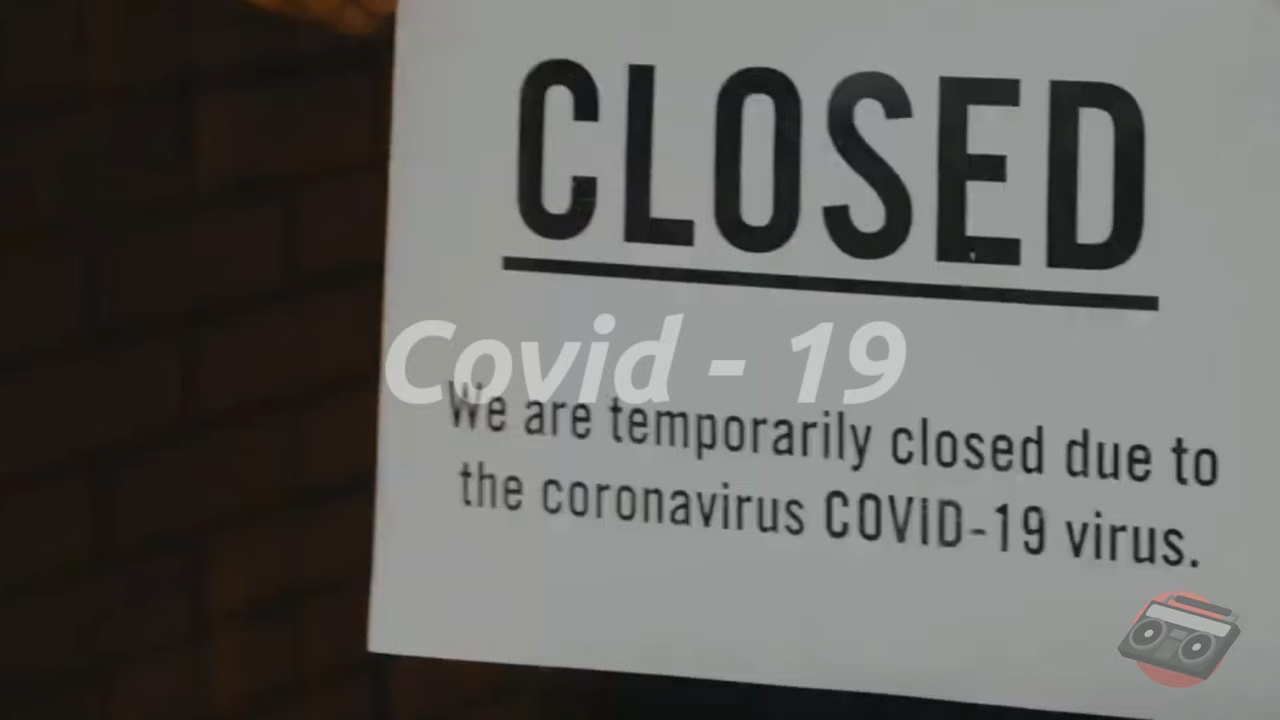 CLOSED
Covid - 19
We are temporarily closed due to
the coronavirus COVID-19 virus.